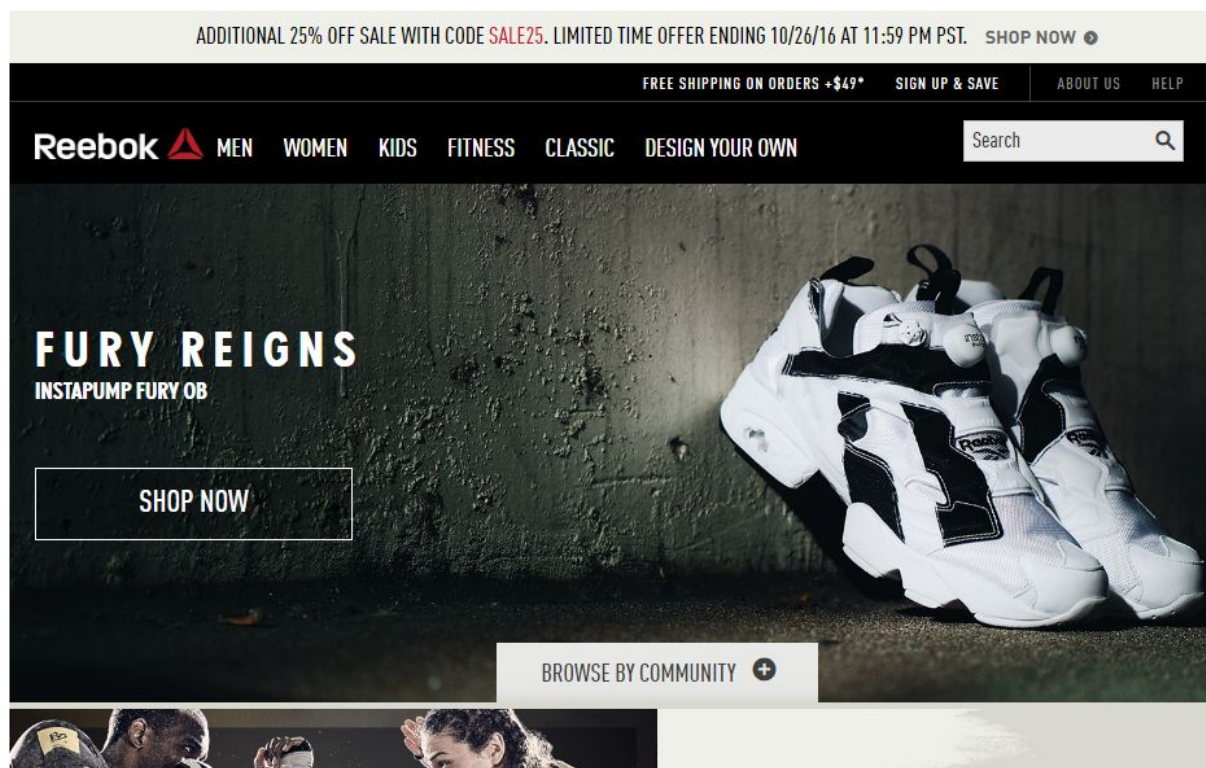 ADDITIONAL 25% OFF SALE WITH CODE SALE25. LIMITED TIME OFFER ENDING 10/26/16 AT 11:59 PM PST. SHOP NOW
FREE SHIPPING ON ORDERS +$49* SIGN UP & SAVE ABOUT US HELP
Reebok MEN WOMEN KIDS FITNESS CLASSIC DESIGN YOUR OWN Search
FURY REIGNS
INSTAPUMP FURY OB
SHOP NOW
Reebok
BROWSE BY COMMUNITY